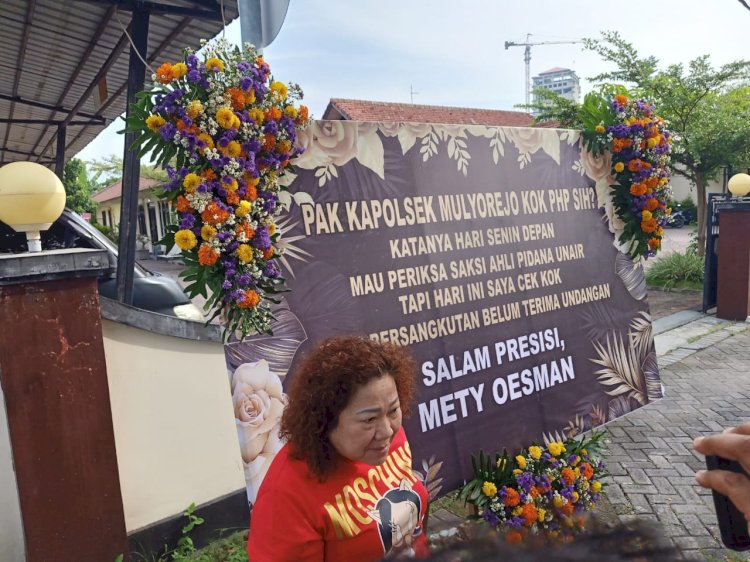 PAK KAPOLSEK MULYOREJO KOK PHP SIH?
KATANYA HARI SENIN DEPAN
MAU PERIKSA SAKSI AHLI PIDANA UNAIR
TAPI HARI INI SAYA CEK KOK
BERSANGKUTAN BELUM TERIMA UNDANGAN
SALAM PRESISI,
METY OESMAN
MOSCHINO